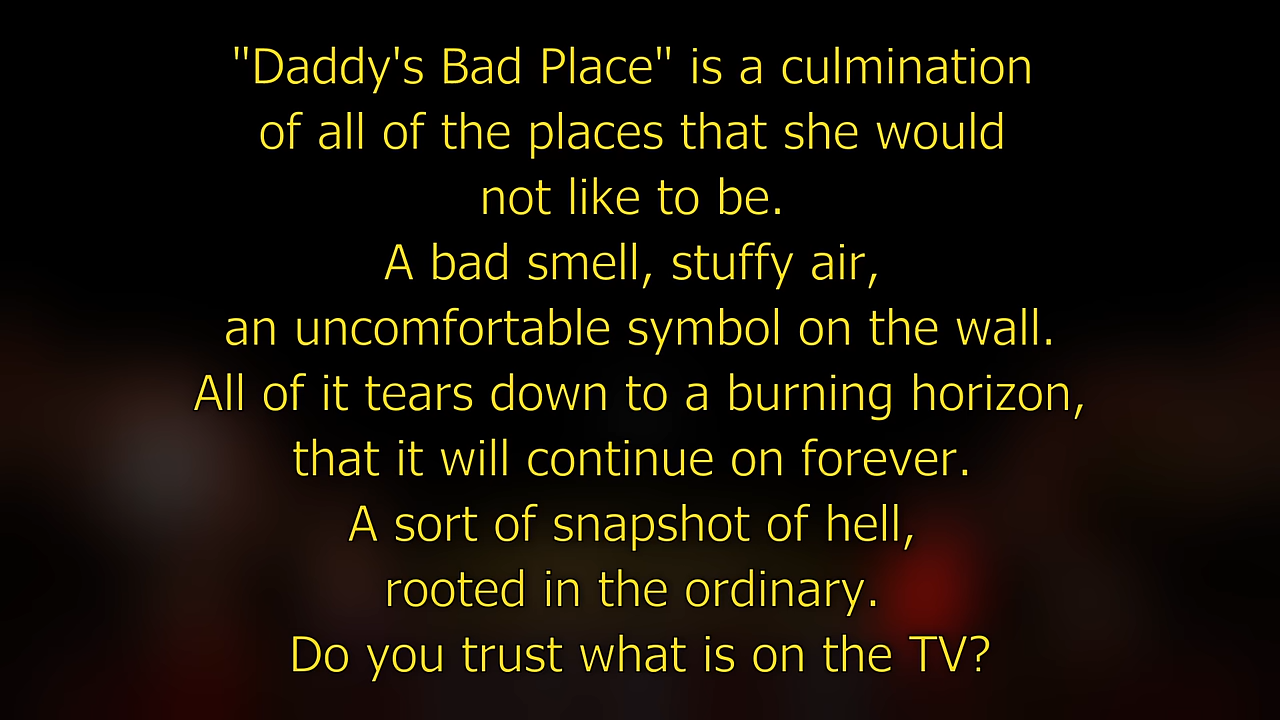 "Daddy's Bad Place" is a culmination
of all of the places that she would
not like to be.
A bad smell, stuffy air,
an uncomfortable symbol on the wall.
All of it tears down to a burning horizon,
that it will continue on forever.
A sort of snapshot of hell,
rooted in the ordinary.
Do you trust what is on the TV?